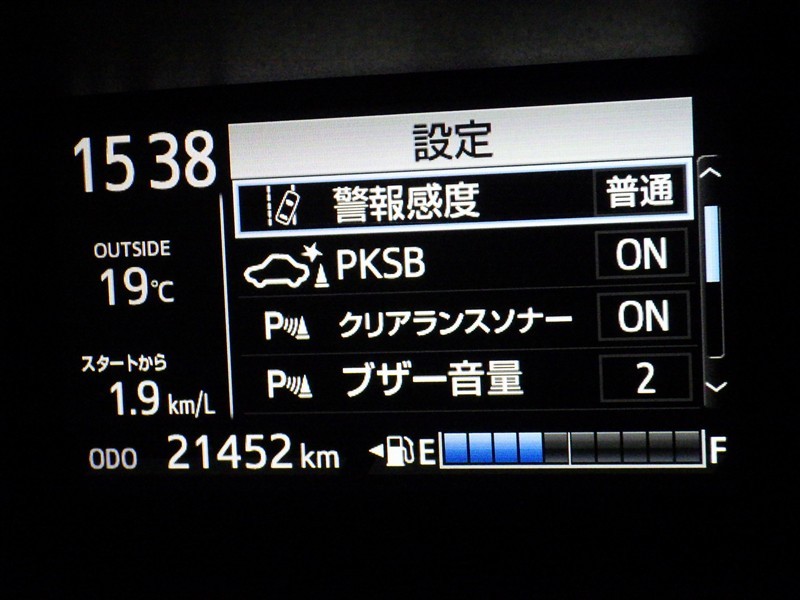 15 38
設定
警報感度 普通
OUTSIDE
19℃
PKSB ON
クリアランスソナー ON
スタートから
1.9 km/L
ブザー音量 2
ODO 21452 km
E F